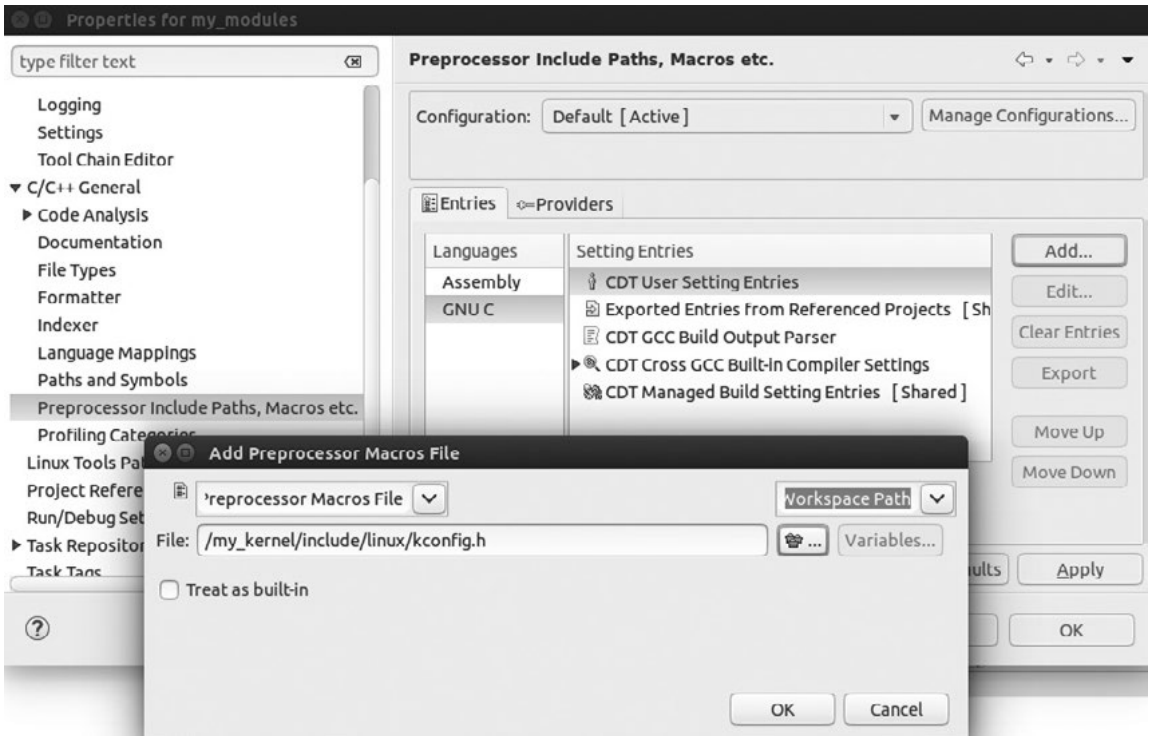 Properties for my_modules
type filter text
Logging
Settings
Tool Chain Editor
C/C++ General
Code Analysis
Documentation
File Types
Formatter
Indexer
Language Mappings
Paths and Symbols
Preprocessor Include Paths, Macros etc.
Profiling Categories
Linux Tools Pa
Project Refere
Run/Debug Set
Task Repositor
Task Tags
Preprocessor Include Paths, Macros etc.
Configuration: Default [ Active ] Manage Configurations...
Entries Providers
Languages
Assembly
GNU C
Setting Entries
CDT User Setting Entries
Exported Entries from Referenced Projects [ Sh
CDT GCC Build Output Parser
CDT Cross GCC Built-in Compiler Settings
CDT Managed Build Setting Entries [ Shared ]
Add...
Edit...
Clear Entries
Export
Move Up
Move Down
ults Apply
OK
Add Preprocessor Macros File
Preprocessor Macros File Workspace Path
File: /my_kernel/include/linux/kconfig.h ... Variables...
Treat as built-in
OK Cancel